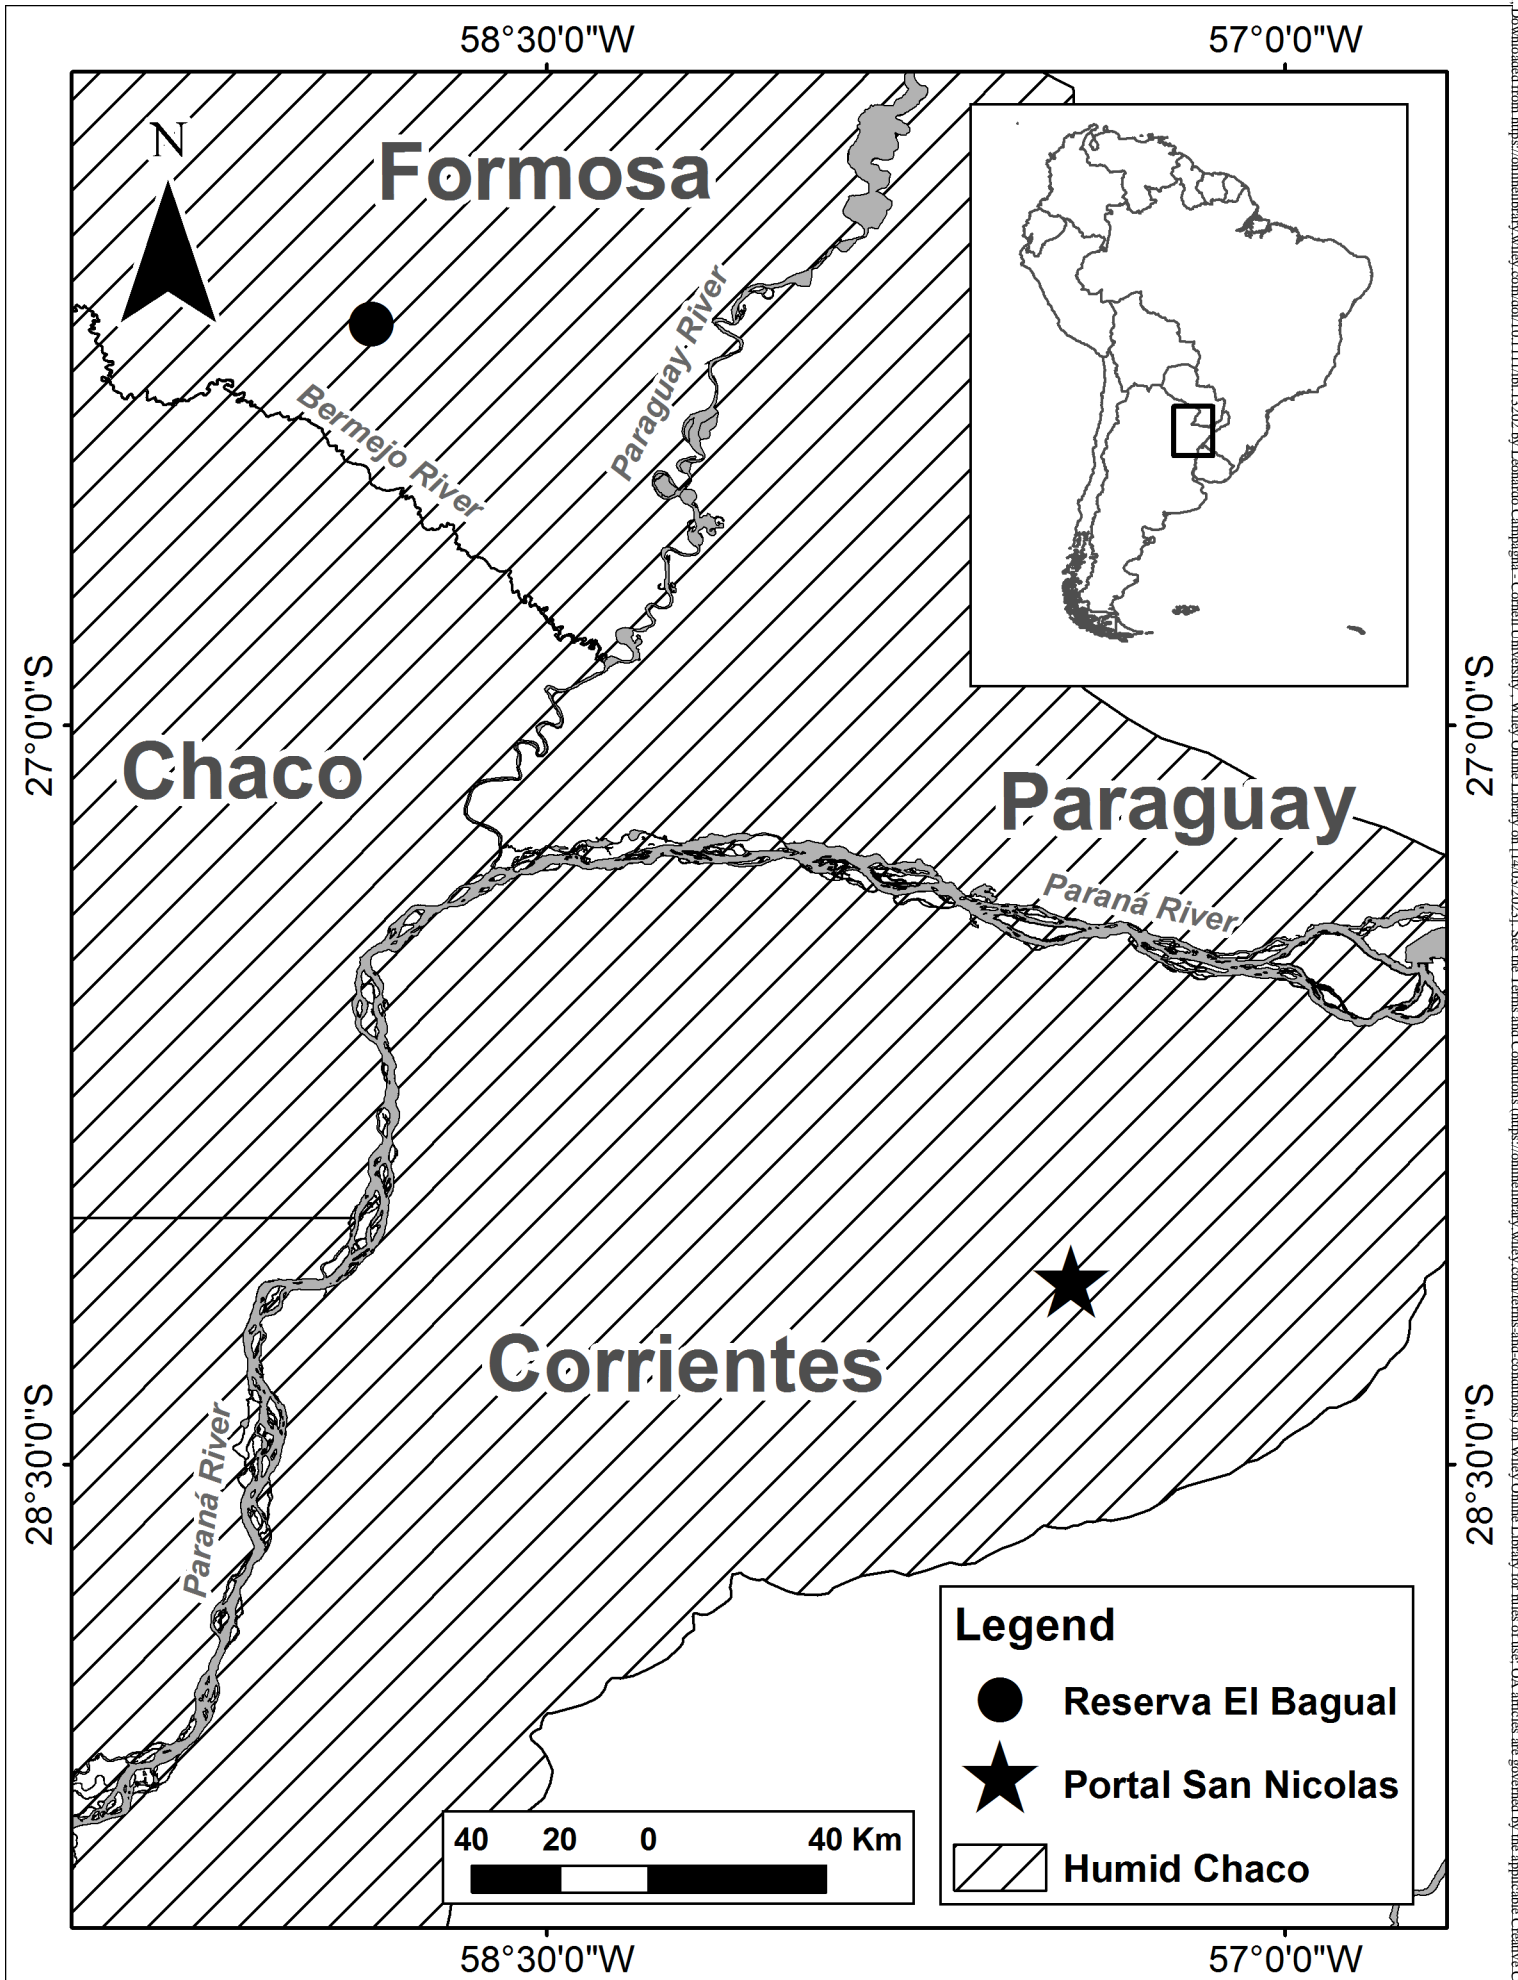 58°30'0"W
57°0'0"W
N
Formosa
Paraguay River
Bermejo River
27°0'0"S
27°0'0"S
Chaco
Paraguay
Paraná River
Corrientes
28°30'0"S
28°30'0"S
Paraná River
Legend
Reserva El Bagual
Portal San Nicolas
Humid Chaco
40 20 0 40 Km
58°30'0"W
57°0'0"W